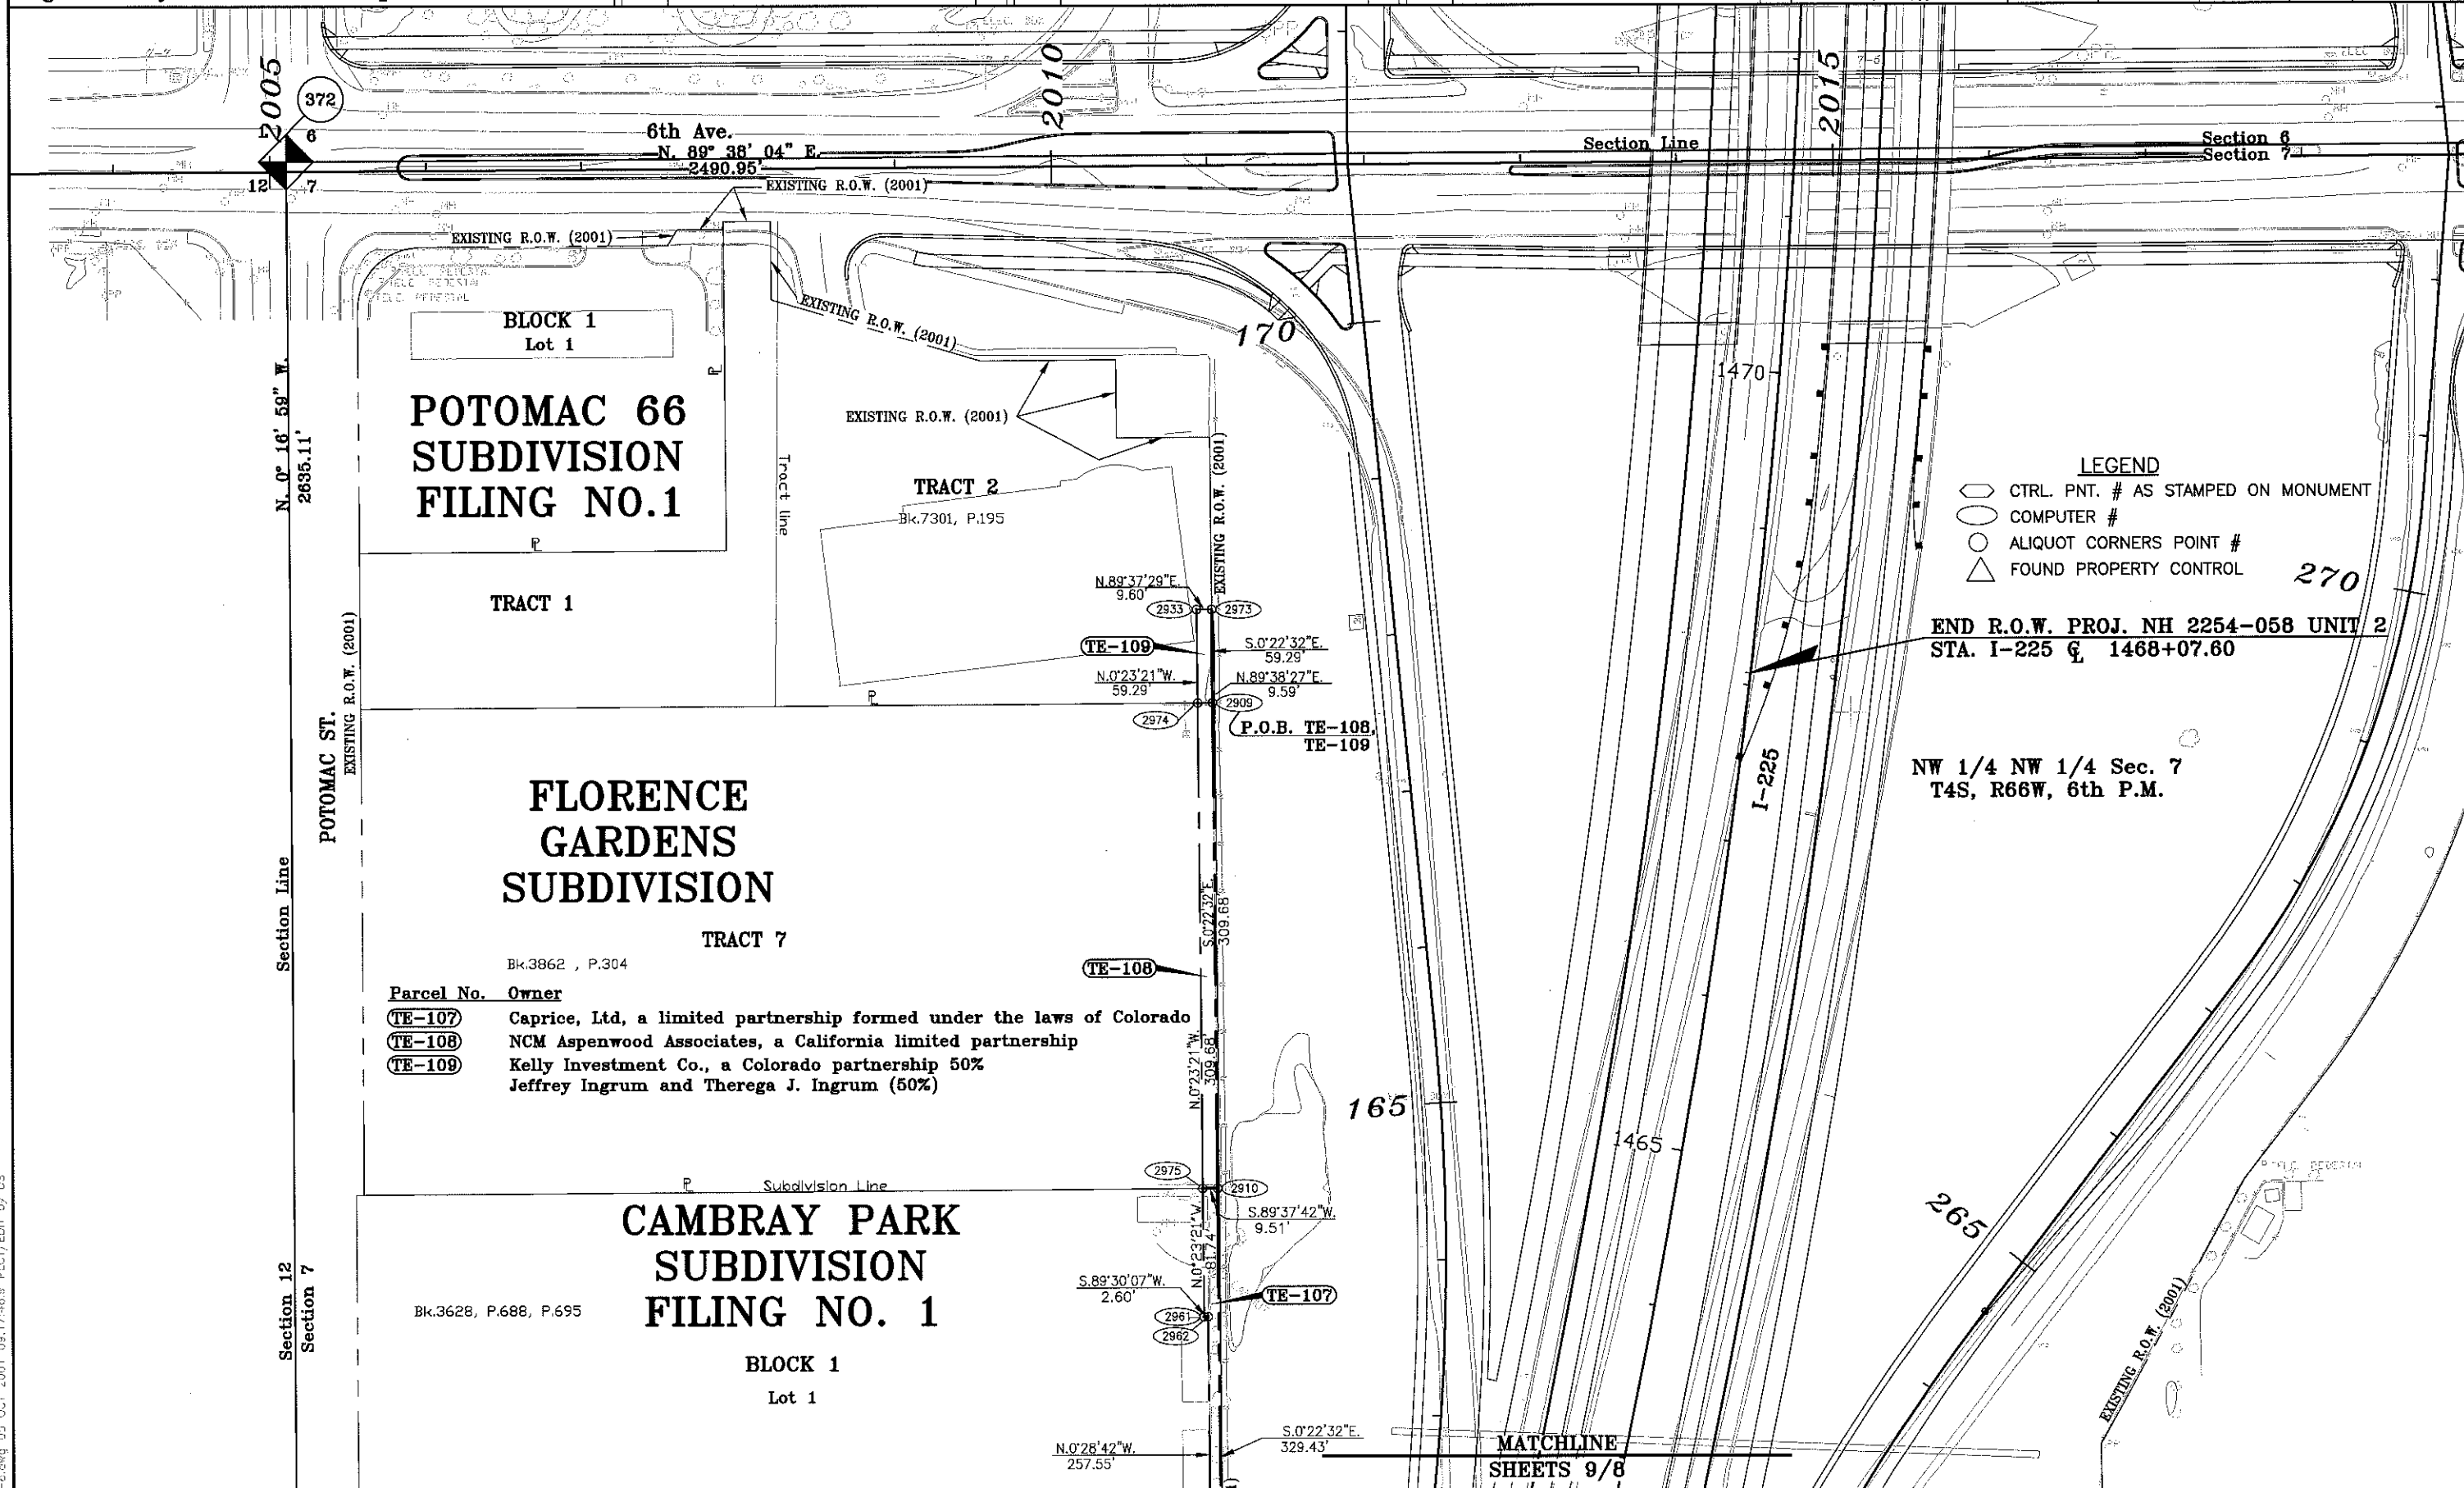 2005
372
6
12
7
2010
2015
6th Ave.
N. 89° 38' 04" E.
2490.95'
Section Line
Section 6
Section 7
EXISTING R.O.W. (2001)
EXISTING R.O.W. (2001)
EXISTING R.O.W. (2001)
BLOCK 1
Lot 1
POTOMAC 66
SUBDIVISION
FILING NO.1
N. 0° 16' 59" W.
2635.11'
Tract line
170
1470
EXISTING R.O.W. (2001)
EXISTING R.O.W. (2001)
TRACT 2
Bk.7301, P.195
LEGEND
CTRL. PNT. # AS STAMPED ON MONUMENT
COMPUTER #
ALIQUOT CORNERS POINT #
FOUND PROPERTY CONTROL
270
TRACT 1
N.89°37'29"E.
9.60'
2933
2973
TE-109
S.0°22'32"E.
59.29'
N.0°23'21"W.
59.29'
N.89°38'27"E.
9.59'
2974
2909
P.O.B. TE-108,
TE-109
END R.O.W. PROJ. NH 2254-058 UNIT 2
STA. I-225 ℄ 1468+07.60
EXISTING R.O.W. (2001)
POTOMAC ST.
I-225
NW 1/4 NW 1/4 Sec. 7
T4S, R66W, 6th P.M.
FLORENCE
GARDENS
SUBDIVISION
TRACT 7
Bk.3862 , P.304
Section Line
S.0°22'32"E.
309.68'
TE-108
Parcel No. Owner
TE-107 Caprice, Ltd, a limited partnership formed under the laws of Colorado
TE-108 NCM Aspenwood Associates, a California limited partnership
TE-109 Kelly Investment Co., a Colorado partnership 50%
Jeffrey Ingrum and Therega J. Ingrum (50%)
N.0°23'21"W.
309.68'
165
1465
Subdivision Line
2975
2910
S.89°37'42"W.
9.51'
265
CAMBRAY PARK
SUBDIVISION
FILING NO. 1
N.0°23'21"W.
81.74'
S.89°30'07"W.
2.60'
TE-107
2961
2962
Bk.3628, P.688, P.695
Section 12
Section 7
BLOCK 1
Lot 1
EXISTING R.O.W. (2001)
N.0°28'42"W.
257.55'
S.0°22'32"E.
329.43'
MATCHLINE
SHEETS 9/8